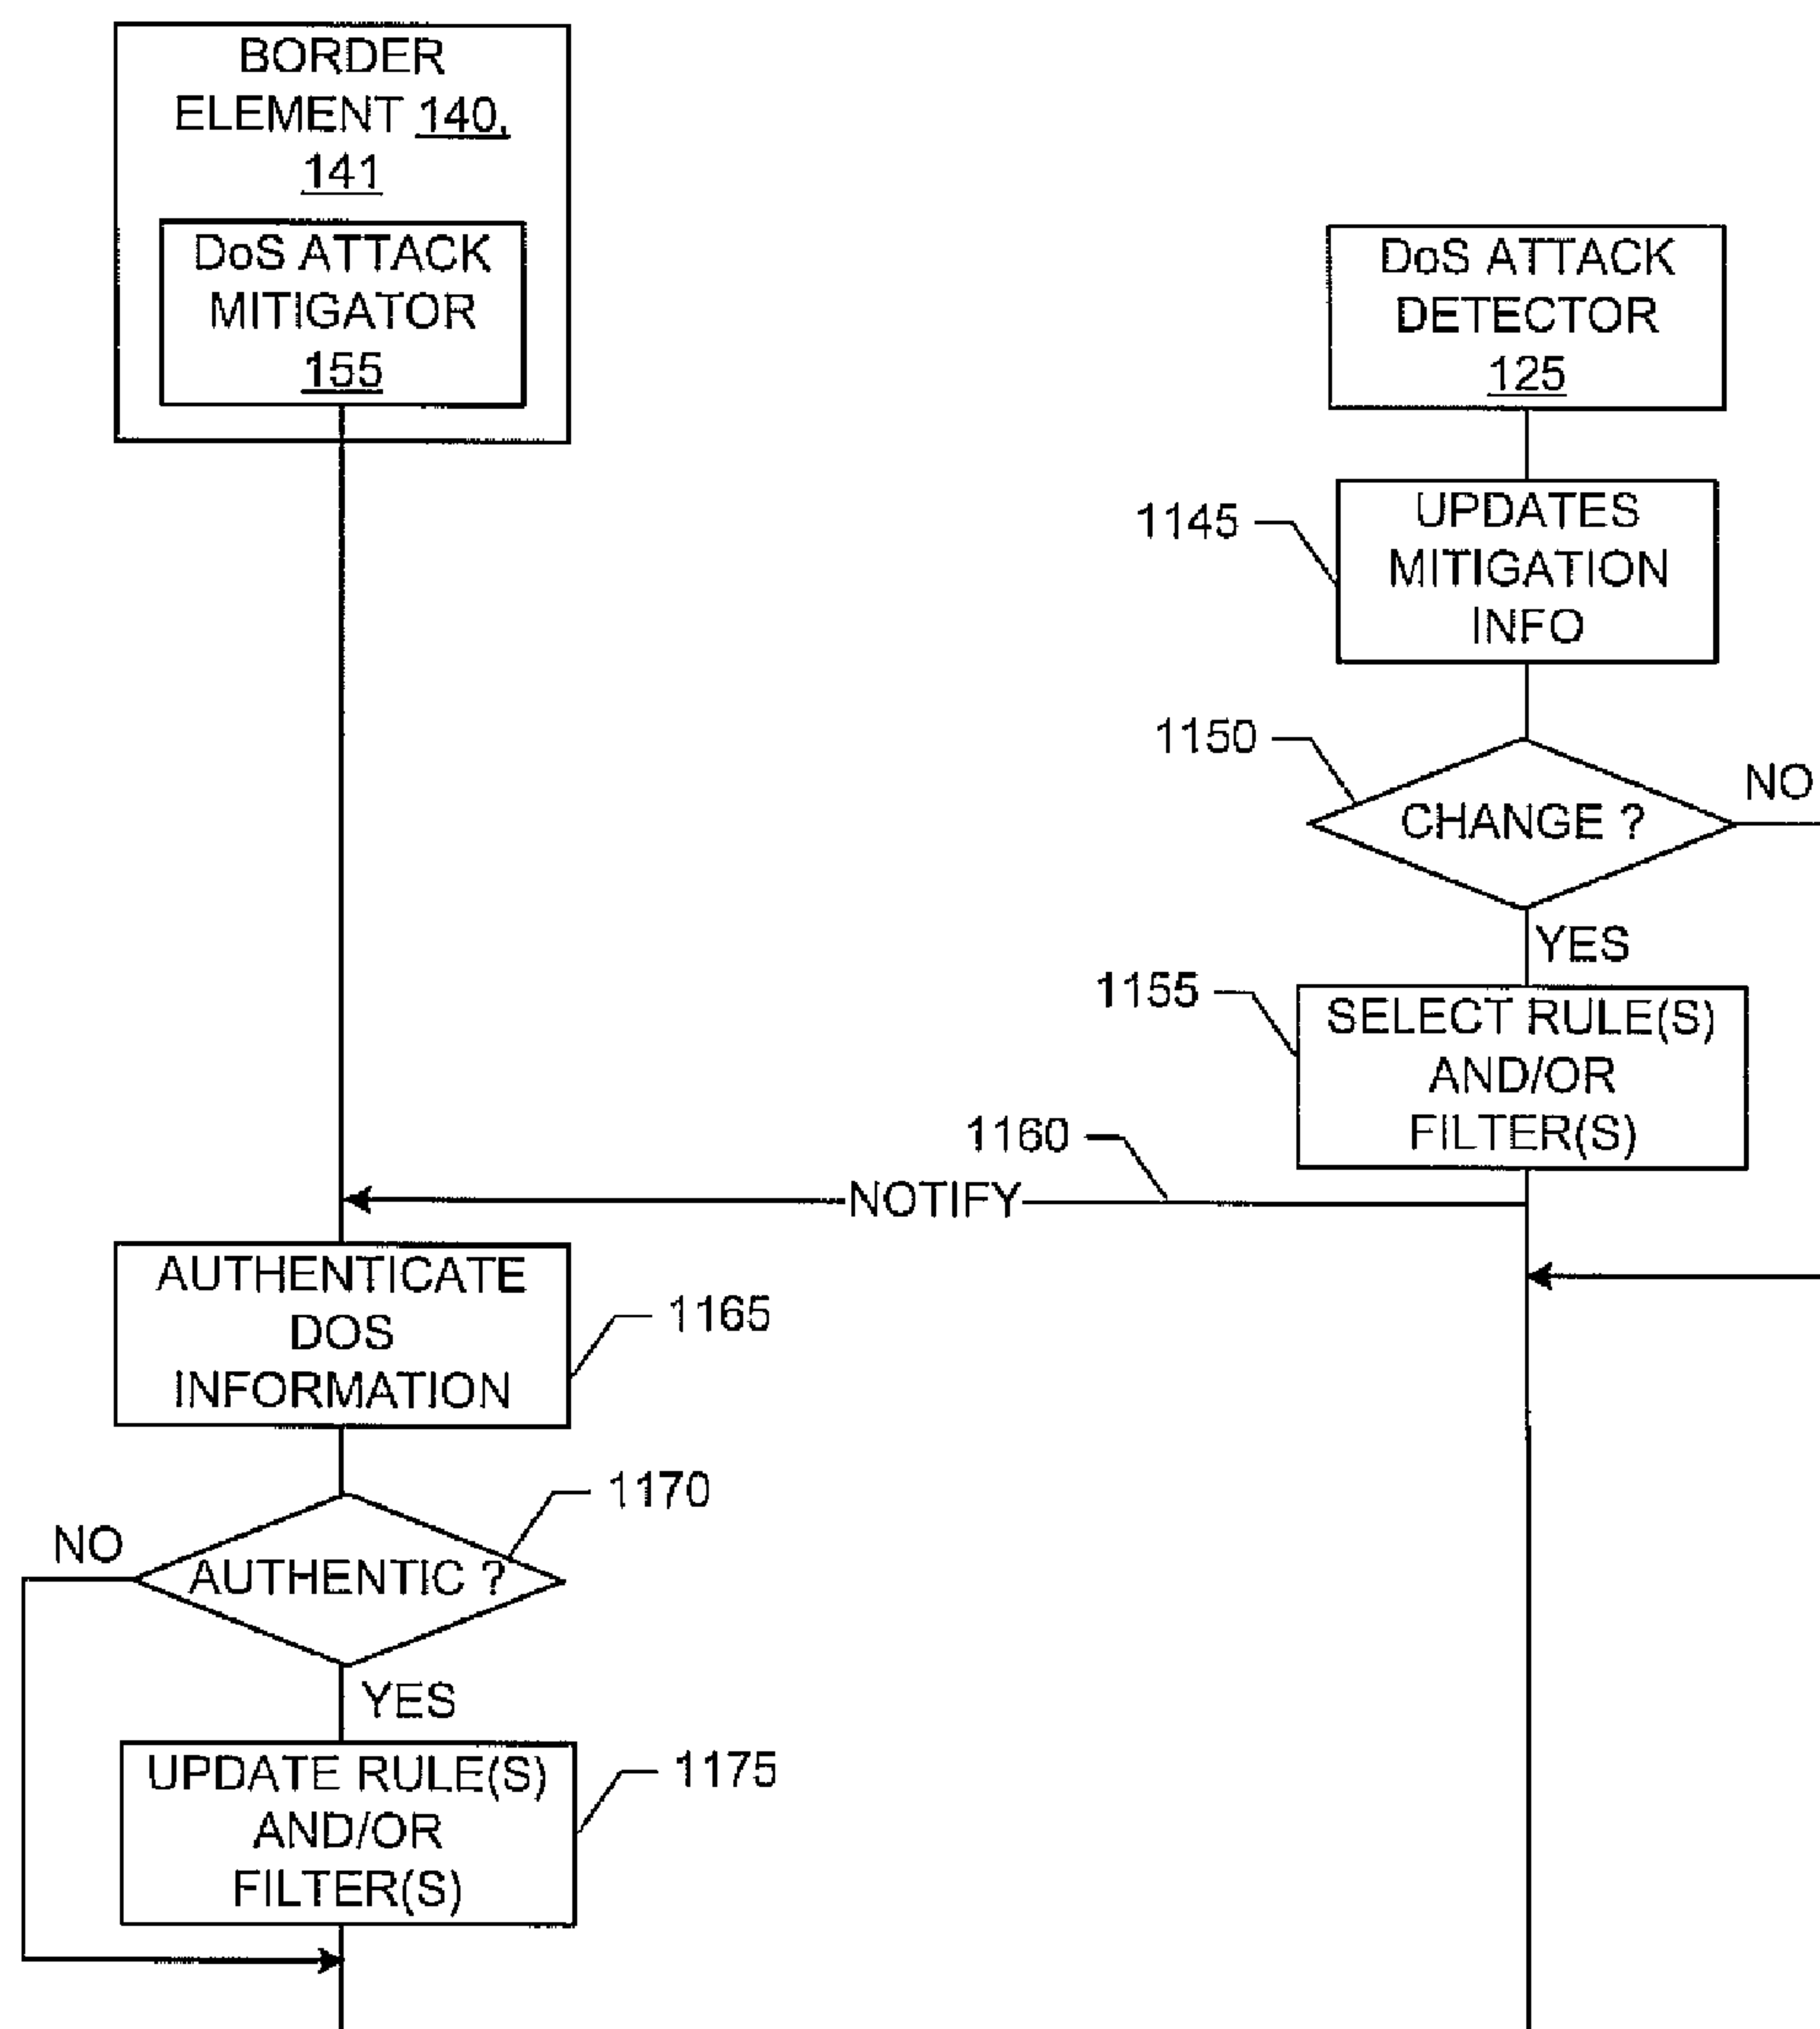 BORDER
ELEMENT 140,
141
DoS ATTACK
MITIGATOR
155
DoS ATTACK
DETECTOR
125
1145
UPDATES
MITIGATION
INFO
1150
CHANGE ?
NO
YES
1155
SELECT RULE(S)
AND/OR
FILTER(S)
1160
NOTIFY
AUTHENTICATE
DOS
INFORMATION
1165
1170
NO
AUTHENTIC ?
YES
UPDATE RULE(S)
AND/OR
FILTER(S)
1175